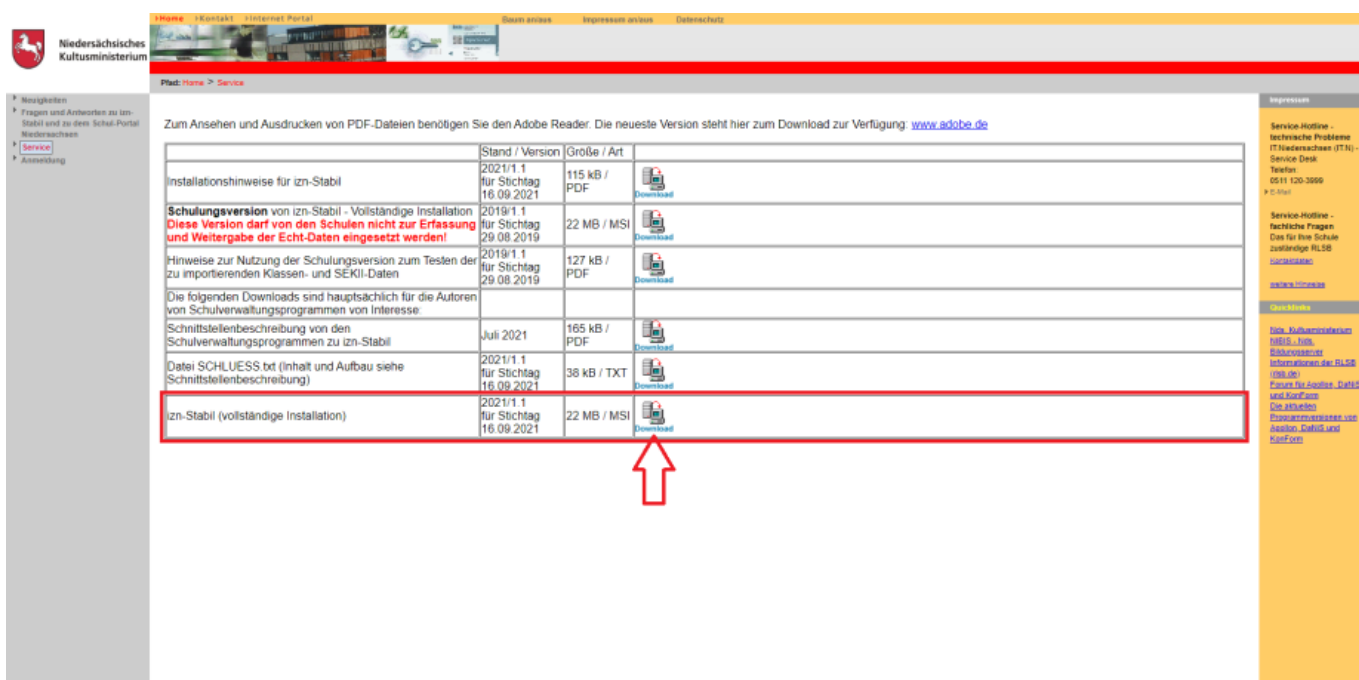 Home Kontakt Internet Portal Baum an/aus Impressum an/aus Datenschutz
Niedersächsisches
Kultusministerium
Pfad: Home > Service
Neuigkeiten
Fragen und Antworten zu izn-
Stabil und zu dem Schul-Portal
Niedersachsen
Service
Anmeldung
Zum Ansehen und Ausdrucken von PDF-Dateien benötigen Sie den Adobe Reader. Die neueste Version steht hier zum Download zur Verfügung: www.adobe.de
Stand / Version Größe / Art
Installationshinweise für izn-Stabil
2021/1.1
für Stichtag
16.09.2021
115 kB /
PDF
Download
Schulungsversion von izn-Stabil - Vollständige Installation
Diese Version darf von den Schulen nicht zur Erfassung
und Weitergabe der Echt-Daten eingesetzt werden!
2019/1.1
für Stichtag
29.08.2019
22 MB / MSI
Download
Hinweise zur Nutzung der Schulungsversion zum Testen der
zu importierenden Klassen- und SEKII-Daten
2019/1.1
für Stichtag
29.08.2019
127 kB /
PDF
Download
Die folgenden Downloads sind hauptsächlich für die Autoren
von Schulverwaltungsprogrammen von Interesse:
Schnittstellenbeschreibung von den
Schulverwaltungsprogrammen zu izn-Stabil
Juli 2021
165 kB /
PDF
Download
Datei SCHLUESS.txt (Inhalt und Aufbau siehe
Schnittstellenbeschreibung)
2021/1.1
für Stichtag
16.09.2021
38 kB / TXT
Download
izn-Stabil (vollständige Installation)
2021/1.1
für Stichtag
16.09.2021
22 MB / MSI
Download
Impressum
Service-Hotline -
technische Probleme
IT.Niedersachsen (IT.N) -
Service Desk
Telefon:
0511 120-3999
E-Mail
Service-Hotline -
fachliche Fragen
Das für Ihre Schule
zuständige RLSB
Kontaktdaten
weitere Hinweise
Quicklinks
Nds. Kultusministerium
NIBIS - Nds.
Bildungsserver
Informationen der RLSB
(rlsb.de)
Forum für Apollon, DaNiS
und KonForm
Die aktuellen
Programmversionen von
Apollon, DaNiS und
KonForm